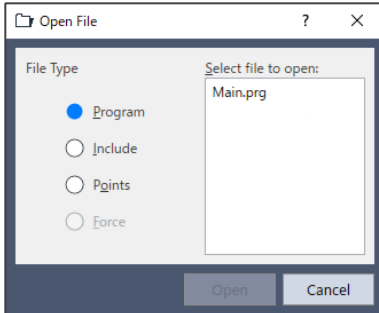 Open File ?
File Type
Program
Include
Points
Force
Select file to open:
Main.prg
Open
Cancel